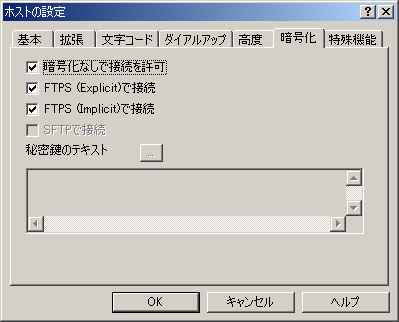 ホストの設定
基本 拡張 文字コード ダイアルアップ 高度 暗号化 特殊機能
暗号化なしで接続を許可
FTPS (Explicit)で接続
FTPS (Implicit)で接続
SFTPで接続
秘密鍵のテキスト ...
OK キャンセル ヘルプ